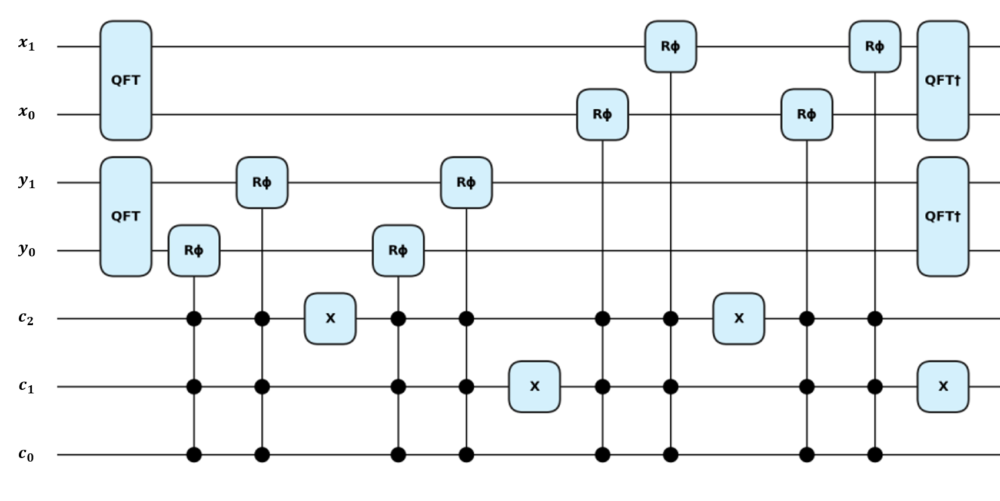 x₁ QFT Rϕ Rϕ QFT†
x₀ Rϕ Rϕ
y₁ QFT Rϕ Rϕ QFT†
y₀ Rϕ Rϕ
c₂ X X
c₁ X X
c₀